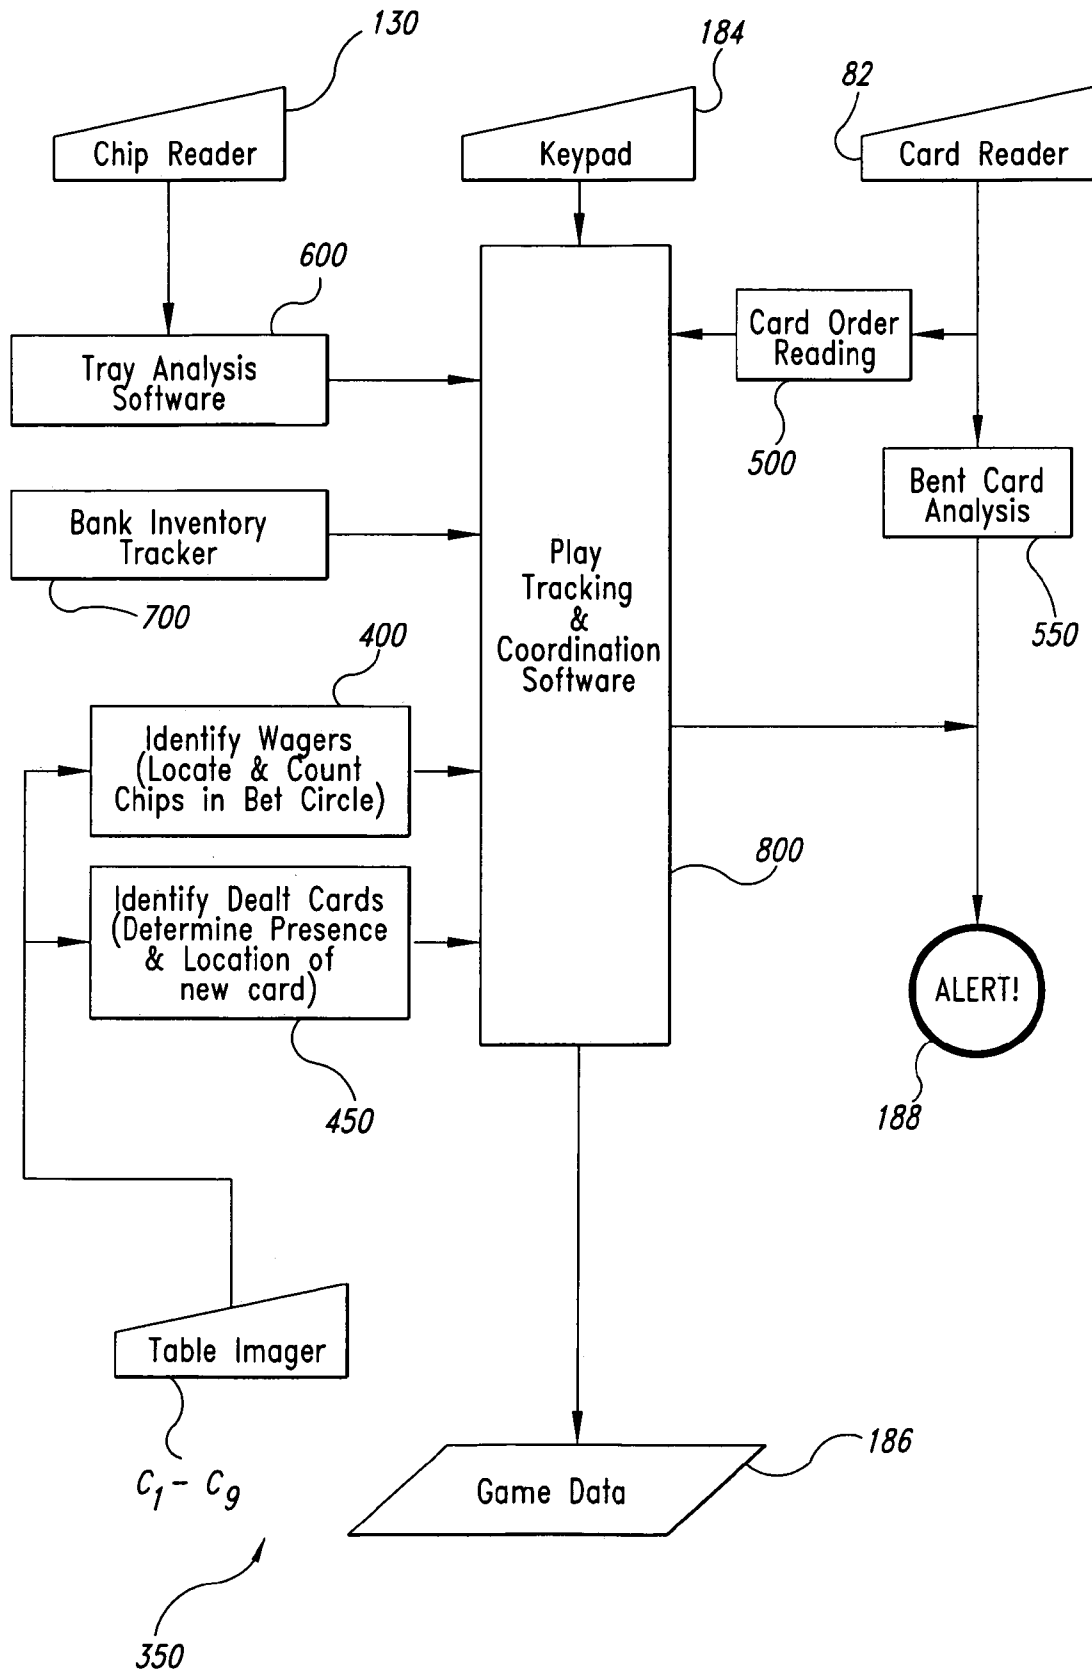 130
184
82
Chip Reader
Keypad
Card Reader
600
Tray Analysis
Software
Card Order
Reading
500
Bent Card
Analysis
550
Bank Inventory
Tracker
700
Play
Tracking
&
Coordination
Software
400
Identify Wagers
(Locate & Count
Chips in Bet Circle)
800
Identify Dealt Cards
(Determine Presence
& Location of
new card)
450
ALERT!
188
Table Imager
C1 - C9
186
Game Data
350